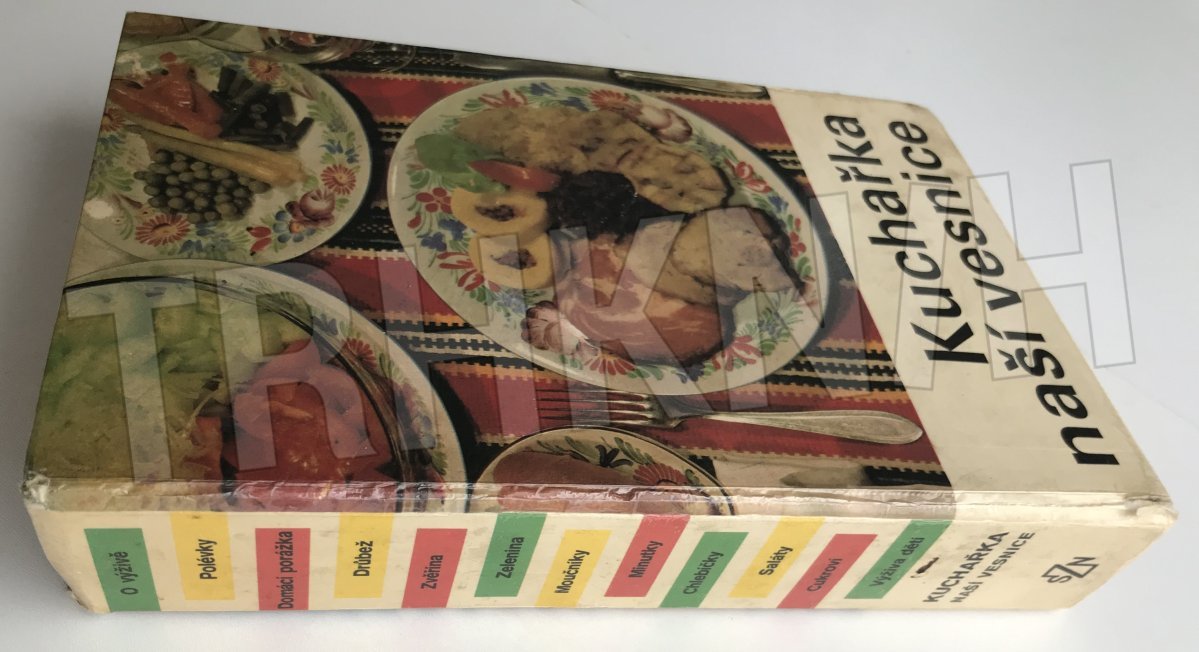 Kuchařka
naší vesnice
TRHKNIH
O výživě
Polévky
Domácí porážka
Drůbež
Zvěřina
Zelenina
Moučníky
Minutky
Chlebíčky
Saláty
Cukroví
Výživa dětí
KUCHAŘKA
NAŠÍ VESNICE
SZN